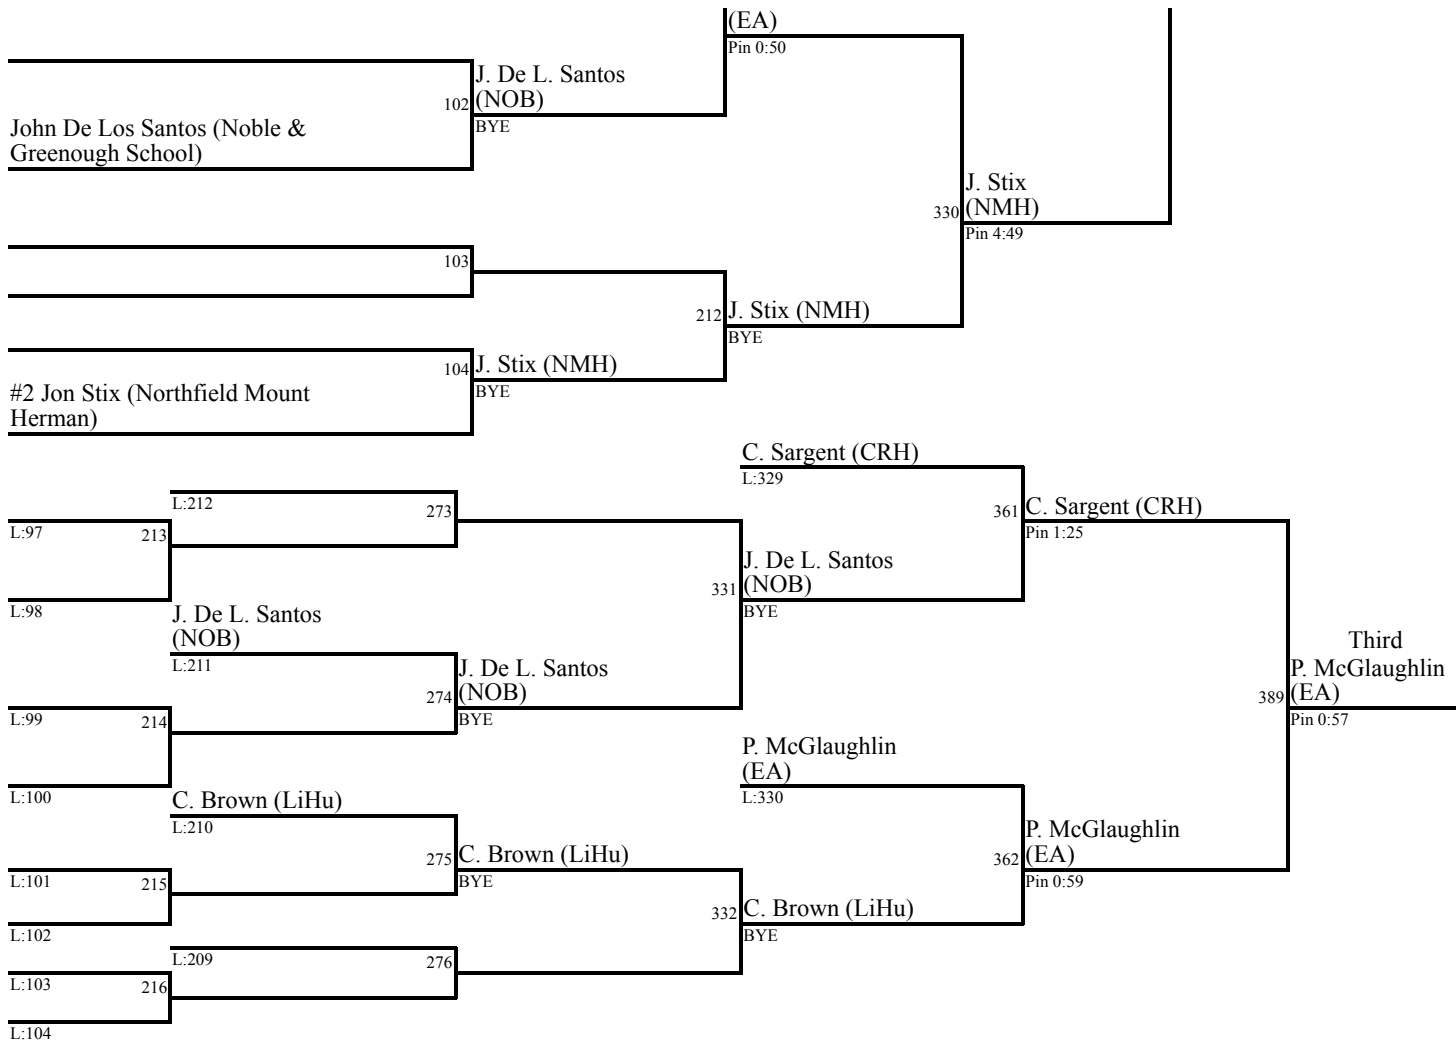 (EA)
Pin 0:50
J. De L. Santos
(NOB)
102
BYE
John De Los Santos (Noble &
Greenough School)
J. Stix
(NMH)
330
Pin 4:49
103
J. Stix (NMH)
212
BYE
J. Stix (NMH)
104
BYE
#2 Jon Stix (Northfield Mount
Herman)
C. Sargent (CRH)
L:329
L:212
273
361
C. Sargent (CRH)
Pin 1:25
L:97
213
J. De L. Santos
(NOB)
331
BYE
L:98
J. De L. Santos
(NOB)
L:211
J. De L. Santos
(NOB)
274
BYE
Third
P. McGlaughlin
(EA)
389
Pin 0:57
L:99
214
P. McGlaughlin
(EA)
L:330
L:100
C. Brown (LiHu)
L:210
P. McGlaughlin
(EA)
362
Pin 0:59
275
C. Brown (LiHu)
BYE
L:101
215
332
C. Brown (LiHu)
BYE
L:102
L:209
276
L:103
216
L:104